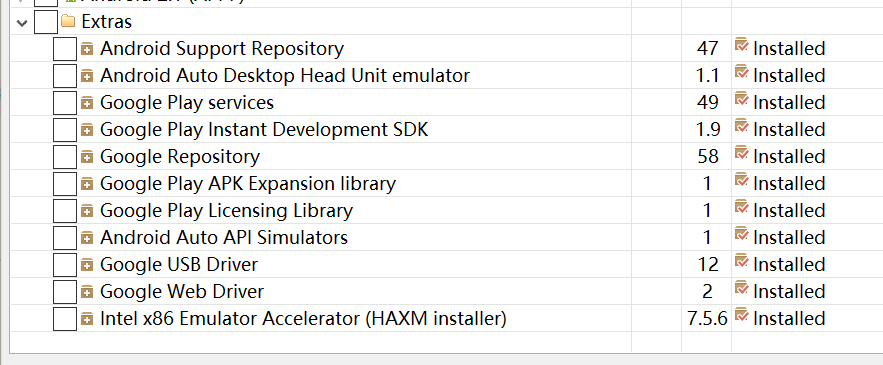 Extras
Android Support Repository 47 Installed
Android Auto Desktop Head Unit emulator 1.1 Installed
Google Play services 49 Installed
Google Play Instant Development SDK 1.9 Installed
Google Repository 58 Installed
Google Play APK Expansion library 1 Installed
Google Play Licensing Library 1 Installed
Android Auto API Simulators 1 Installed
Google USB Driver 12 Installed
Google Web Driver 2 Installed
Intel x86 Emulator Accelerator (HAXM installer) 7.5.6 Installed